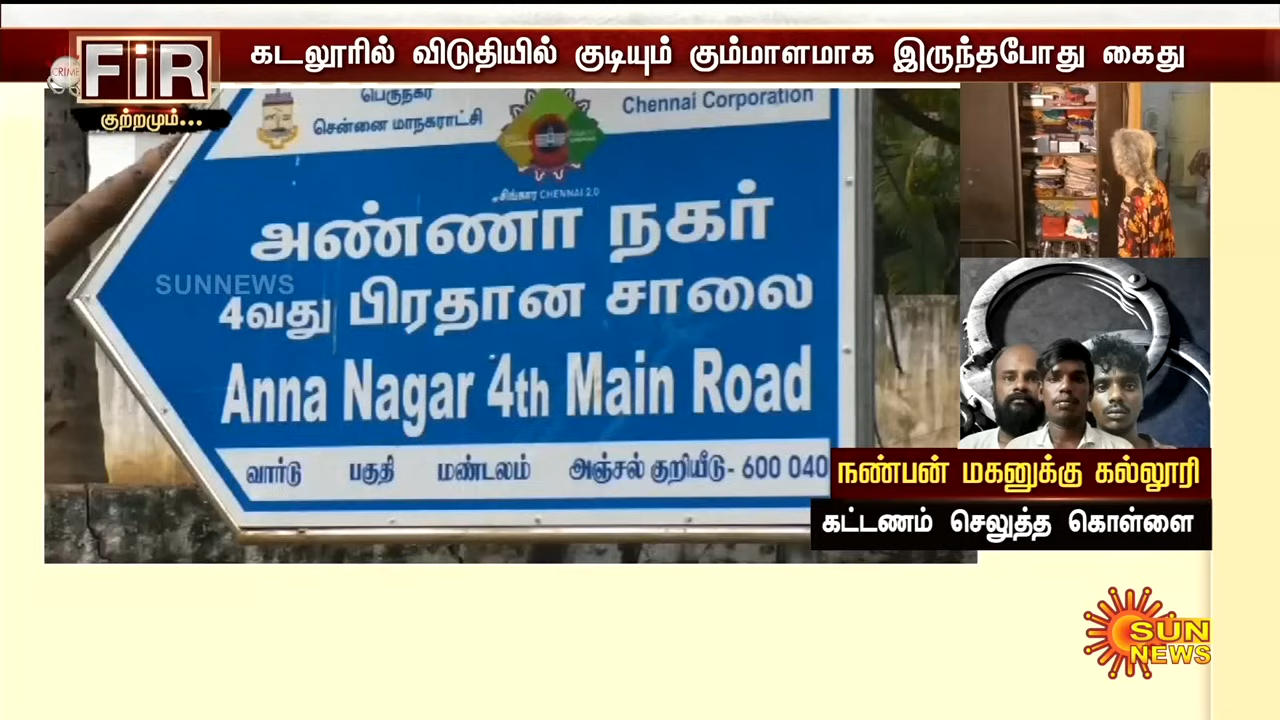 கடலூரில் விடுதியில் குடியும் கும்மாளமாக இருந்தபோது கைது
CRIME
FiR
குற்றமும்...
பெருநகர
சென்னை மாநகராட்சி
Chennai Corporation
சிங்கார CHENNAI 2.0
அண்ணா நகர்
SUNNEWS
4வது பிரதான சாலை
Anna Nagar 4th Main Road
வார்டு பகுதி மண்டலம் அஞ்சல் குறியீடு- 600 040
நண்பன் மகனுக்கு கல்லூரி
கட்டணம் செலுத்த கொள்ளை
SUN
NEWS